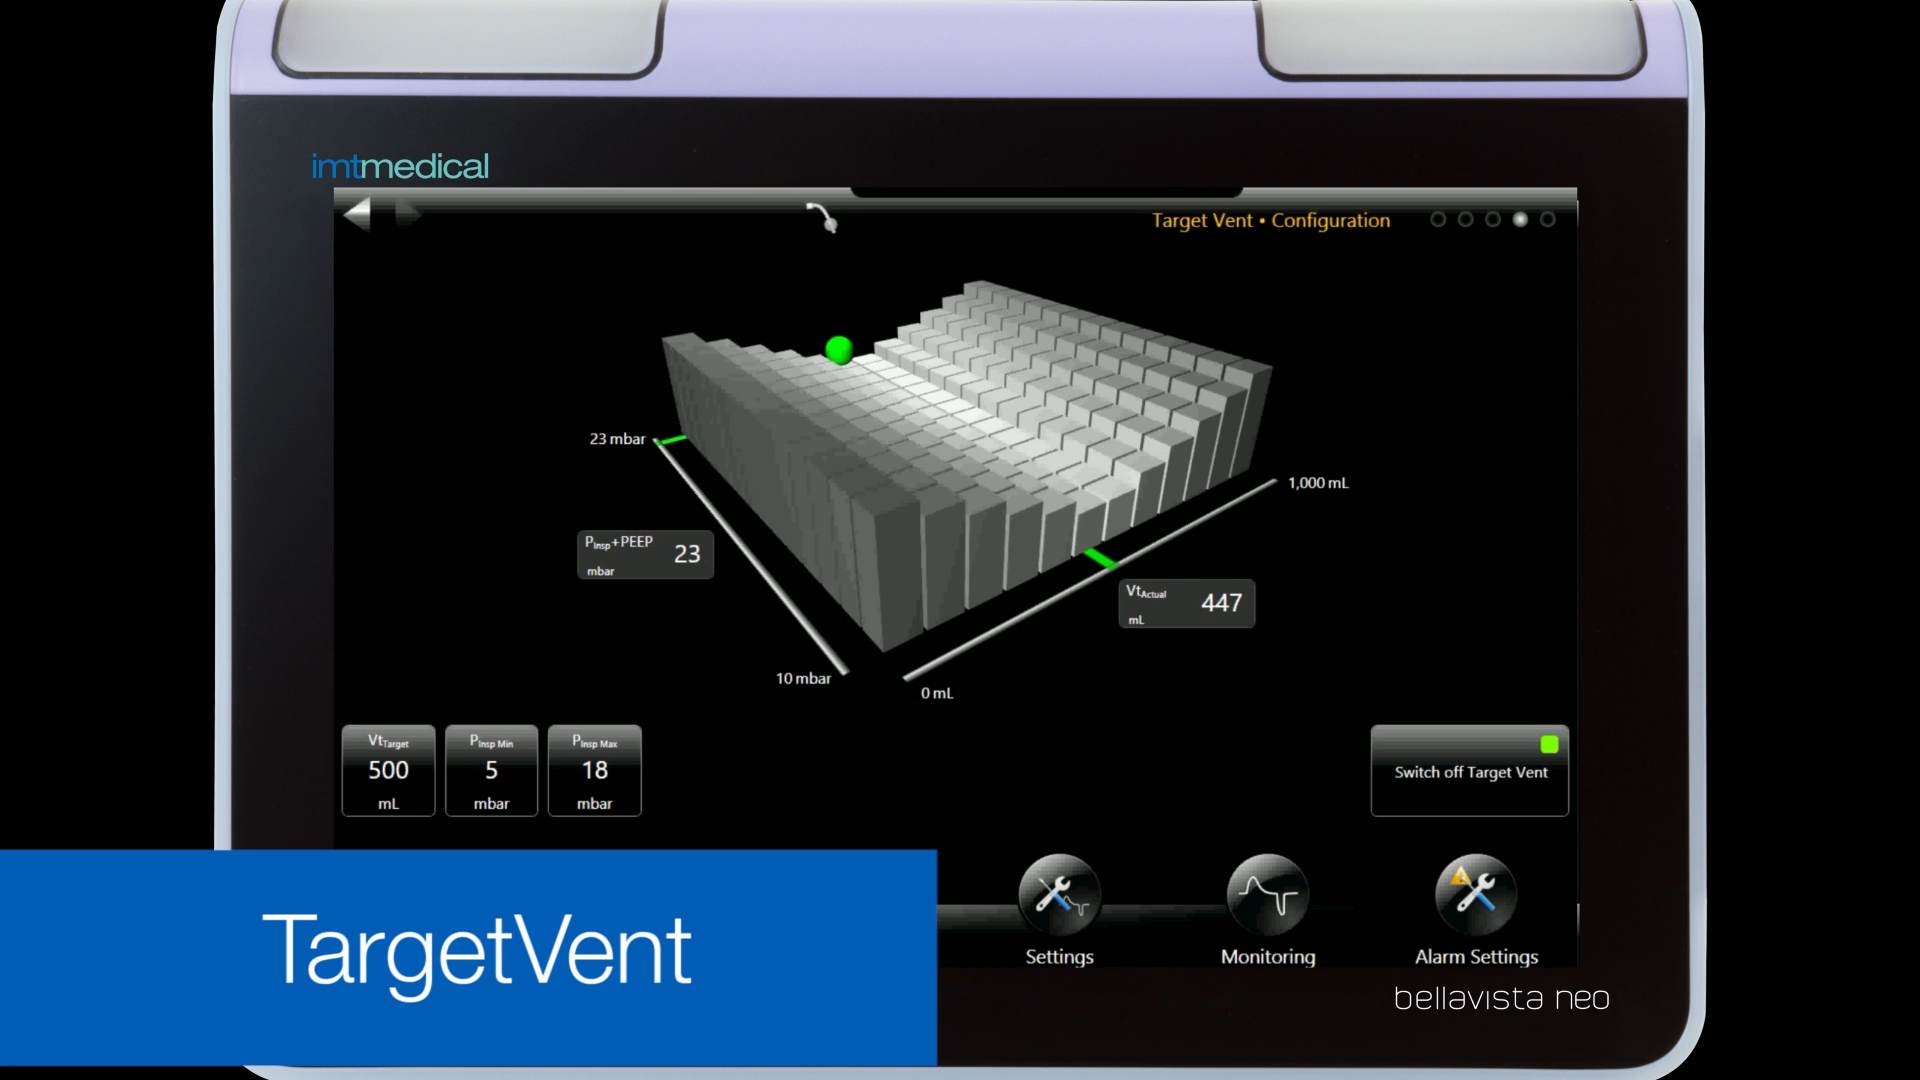 imtmedical
Target Vent • Configuration
23 mbar
1,000 mL
PInsp+PEEP 23
mbar
VtActual 447
mL
10 mbar
0 mL
VtTarget
500
mL
PInsp Min
5
mbar
PInsp Max
18
mbar
Switch off Target Vent
TargetVent
Settings
Monitoring
Alarm Settings
bellavista neo